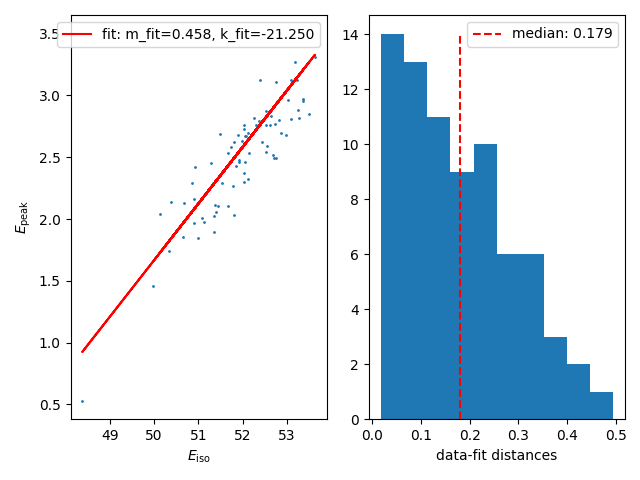 fit: m_fit=0.458, k_fit=-21.250
3.5
3.0
2.5
2.0
1.5
1.0
0.5
E_peak
49 50 51 52 53
E_iso
median: 0.179
14
12
10
8
6
4
2
0
0.0 0.1 0.2 0.3 0.4 0.5
data-fit distances